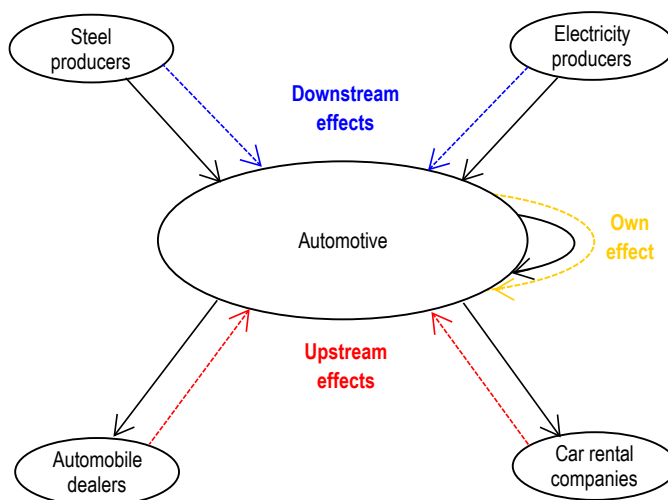 Steel
producers
Electricity
producers
Downstream
effects
Automotive
Own
effect
Upstream
effects
Automobile
dealers
Car rental
companies